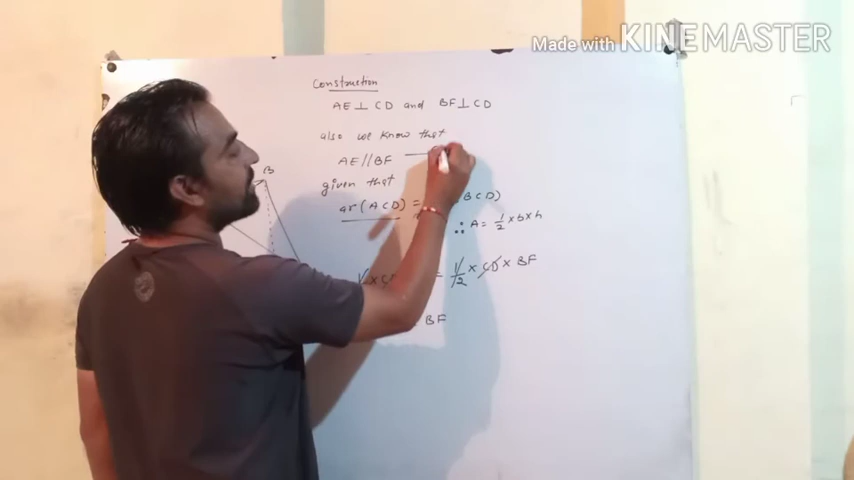 Made with KINEMASTER
Construction
AE ⊥ CD and BF ⊥ CD
also we know that
AE // BF
given that
B
ar(ACD) = BCD)
∴ A = 1/2 × b × h
= 1/2 × CD × BF
BF